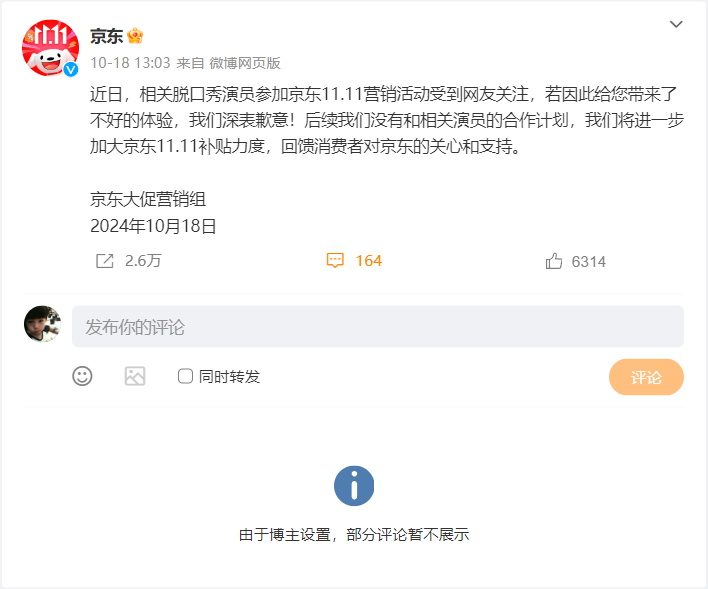 11.11
京东
10-18 13:03 来自 微博网页版
近日，相关脱口秀演员参加京东11.11营销活动受到网友关注，若因此给您带来了
不好的体验，我们深表歉意！后续我们没有和相关演员的合作计划，我们将进一步
加大京东11.11补贴力度，回馈消费者对京东的关心和支持。
京东大促营销组
2024年10月18日
2.6万 164 6314
发布你的评论
同时转发 评论
由于博主设置，部分评论暂不展示